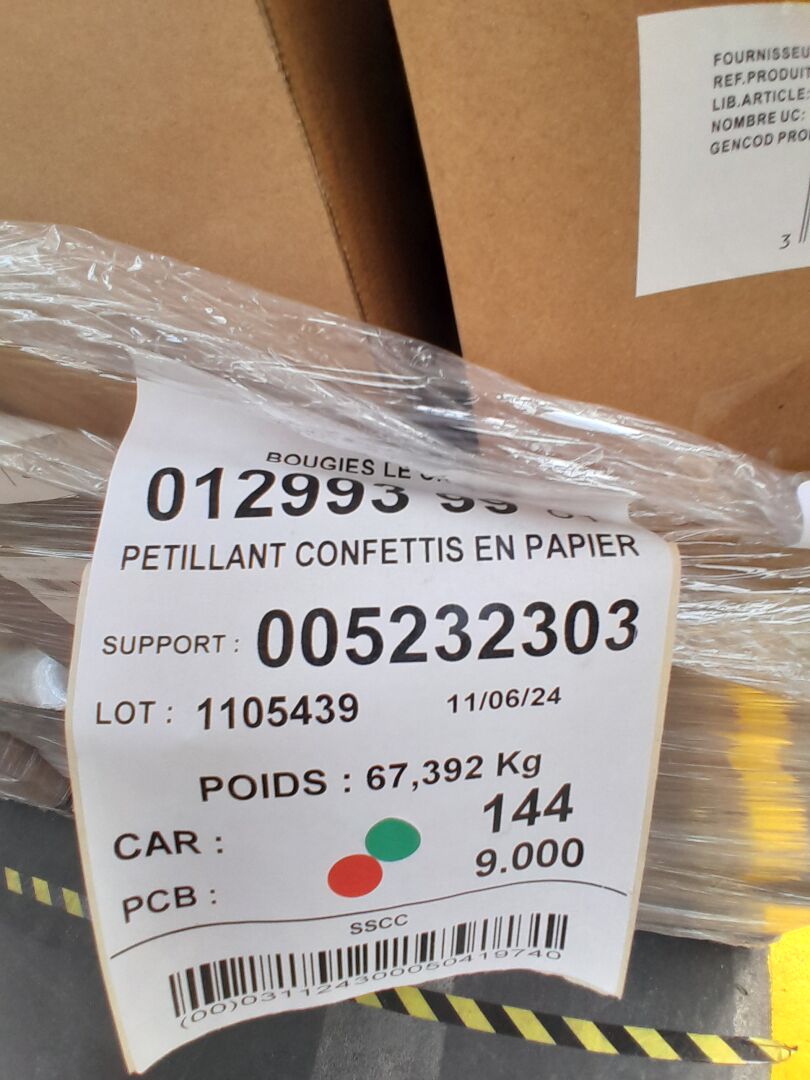 FOURNISSEU
REF.PRODUIT
LIB.ARTICLE:
NOMBRE UC:
GENCOD PRO
3
BOUGIES LE
012993 99
PETILLANT CONFETTIS EN PAPIER
SUPPORT : 005232303
LOT : 1105439 11/06/24
POIDS : 67,392 Kg
CAR : 144
PCB : 9.000
SSCC
(00)031124300050419740